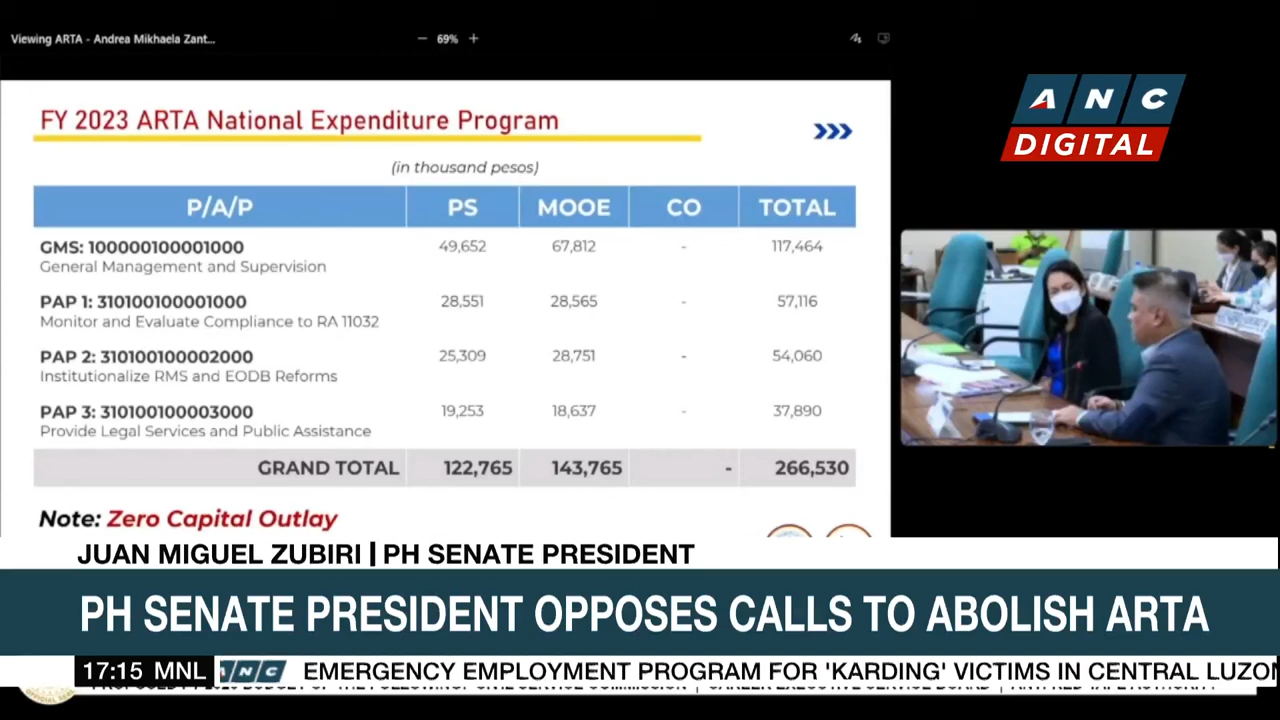 Viewing ARTA - Andrea Mikhaela Zant...
69%
FY 2023 ARTA National Expenditure Program
(in thousand pesos)
P/A/P PS MOOE CO TOTAL
GMS: 100000100001000 49,652 67,812 - 117,464
General Management and Supervision
PAP 1: 310100100001000 28,551 28,565 - 57,116
Monitor and Evaluate Compliance to RA 11032
PAP 2: 310100100002000 25,309 28,751 - 54,060
Institutionalize RMS and EODB Reforms
PAP 3: 310100100003000 19,253 18,637 - 37,890
Provide Legal Services and Public Assistance
GRAND TOTAL 122,765 143,765 - 266,530
Note: Zero Capital Outlay
ANC
DIGITAL
JUAN MIGUEL ZUBIRI | PH SENATE PRESIDENT
PH SENATE PRESIDENT OPPOSES CALLS TO ABOLISH ARTA
17:15 MNL ANC EMERGENCY EMPLOYMENT PROGRAM FOR 'KARDING' VICTIMS IN CENTRAL LUZON